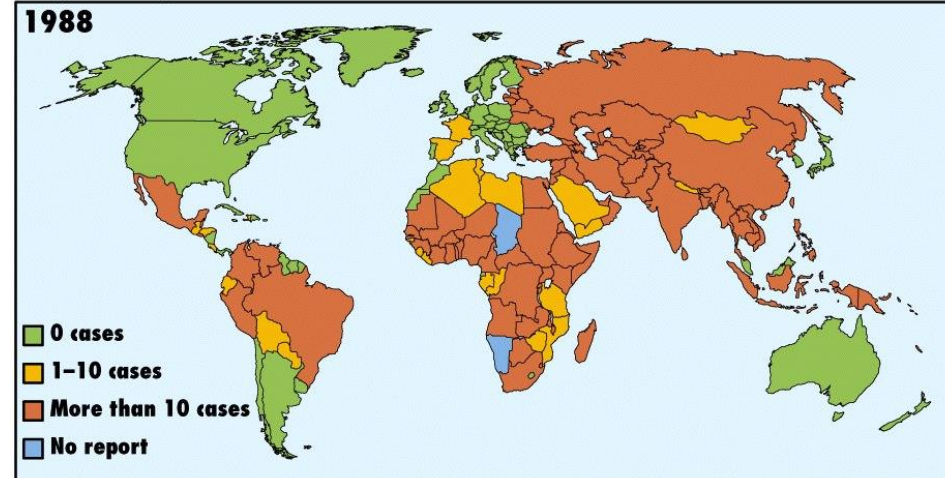 1988
0 cases
1–10 cases
More than 10 cases
No report